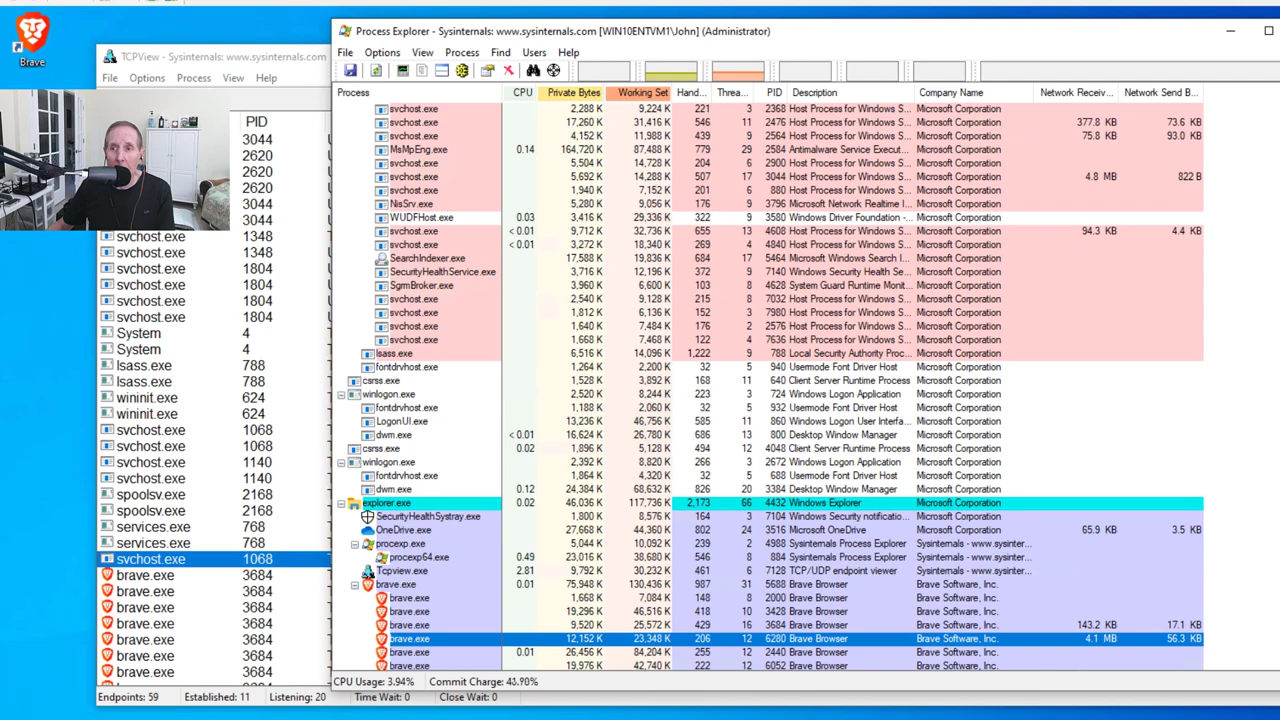 Brave
TCPView - Sysinternals: www.sysinternals.com
File Options Process View Help
PID
3044
2620
2620
2620
3044
3044
svchost.exe 1348
svchost.exe 1348
svchost.exe 1804
svchost.exe 1804
svchost.exe 1804
svchost.exe 1804
System 4
System 4
lsass.exe 788
lsass.exe 788
wininit.exe 624
wininit.exe 624
svchost.exe 1068
svchost.exe 1068
svchost.exe 1140
svchost.exe 1140
spoolsv.exe 2168
spoolsv.exe 2168
services.exe 768
services.exe 768
svchost.exe 1068
brave.exe 3684
brave.exe 3684
brave.exe 3684
brave.exe 3684
brave.exe 3684
brave.exe 3684
brave.exe 3684
Endpoints: 59 Established: 11 Listening: 20 Time Wait: 0 Close Wait: 0
Process Explorer - Sysinternals: www.sysinternals.com [WIN10ENTVM1\John] (Administrator)
File Options View Process Find Users Help
Process CPU Private Bytes Working Set Hand... Threa... PID Description Company Name Network Receiv... Network Send B...
svchost.exe 2,288 K 9,224 K 221 3 2368 Host Process for Windows S... Microsoft Corporation
svchost.exe 17,260 K 31,416 K 546 11 2476 Host Process for Windows S... Microsoft Corporation 377.8 KB 73.6 KB
svchost.exe 4,152 K 11,988 K 439 9 2564 Host Process for Windows S... Microsoft Corporation 75.8 KB 93.0 KB
MsMpEng.exe 0.14 164,720 K 87,488 K 779 29 2584 Antimalware Service Execut... Microsoft Corporation
svchost.exe 5,504 K 14,728 K 204 6 2900 Host Process for Windows S... Microsoft Corporation
svchost.exe 5,692 K 14,288 K 507 17 3044 Host Process for Windows S... Microsoft Corporation 4.8 MB 822 B
svchost.exe 1,940 K 7,152 K 201 6 880 Host Process for Windows S... Microsoft Corporation
NisSrv.exe 5,280 K 9,056 K 176 9 3796 Microsoft Network Realtime I... Microsoft Corporation
WUDFHost.exe 0.03 3,416 K 29,336 K 322 9 3580 Windows Driver Foundation -... Microsoft Corporation
svchost.exe < 0.01 9,712 K 32,736 K 655 13 4608 Host Process for Windows S... Microsoft Corporation 94.3 KB 4.4 KB
svchost.exe < 0.01 3,272 K 18,340 K 269 4 4840 Host Process for Windows S... Microsoft Corporation
SearchIndexer.exe 17,588 K 19,836 K 684 17 5464 Microsoft Windows Search I... Microsoft Corporation
SecurityHealthService.exe 3,716 K 12,196 K 372 9 7140 Windows Security Health Se... Microsoft Corporation
SgrmBroker.exe 3,960 K 6,600 K 103 8 4628 System Guard Runtime Monit... Microsoft Corporation
svchost.exe 2,540 K 9,128 K 215 8 7032 Host Process for Windows S... Microsoft Corporation
svchost.exe 1,812 K 6,136 K 152 3 7980 Host Process for Windows S... Microsoft Corporation
svchost.exe 1,640 K 7,484 K 176 2 2576 Host Process for Windows S... Microsoft Corporation
svchost.exe 1,668 K 7,468 K 122 4 7636 Host Process for Windows S... Microsoft Corporation
lsass.exe 6,516 K 14,096 K 1,222 9 788 Local Security Authority Proc... Microsoft Corporation
fontdrvhost.exe 1,264 K 2,200 K 32 5 940 Usermode Font Driver Host Microsoft Corporation
csrss.exe 1,528 K 3,892 K 168 11 640 Client Server Runtime Process Microsoft Corporation
winlogon.exe 2,520 K 8,244 K 223 3 724 Windows Logon Application Microsoft Corporation
fontdrvhost.exe 1,188 K 2,060 K 32 5 932 Usermode Font Driver Host Microsoft Corporation
LogonUI.exe 13,236 K 46,756 K 585 11 860 Windows Logon User Interfa... Microsoft Corporation
dwm.exe < 0.01 16,624 K 26,780 K 686 13 800 Desktop Window Manager Microsoft Corporation
csrss.exe 0.02 1,896 K 5,128 K 494 12 4048 Client Server Runtime Process Microsoft Corporation
winlogon.exe 2,392 K 8,820 K 266 3 2672 Windows Logon Application Microsoft Corporation
fontdrvhost.exe 1,864 K 4,320 K 32 5 688 Usermode Font Driver Host Microsoft Corporation
dwm.exe 0.12 24,384 K 68,632 K 826 20 3384 Desktop Window Manager Microsoft Corporation
explorer.exe 0.02 46,036 K 117,736 K 2,173 66 4432 Windows Explorer Microsoft Corporation
SecurityHealthSystray.exe 1,800 K 8,576 K 164 3 7104 Windows Security notificatio... Microsoft Corporation
OneDrive.exe 27,668 K 44,360 K 802 24 3516 Microsoft OneDrive Microsoft Corporation 65.9 KB 3.5 KB
procexp.exe 5,044 K 10,092 K 239 2 4988 Sysinternals Process Explorer Sysinternals - www.sysinter...
procexp64.exe 0.49 23,016 K 38,680 K 546 8 884 Sysinternals Process Explorer Sysinternals - www.sysinter...
Tcpview.exe 2.81 9,792 K 30,232 K 461 6 7128 TCP/UDP endpoint viewer Sysinternals - www.sysinter...
brave.exe 0.01 75,948 K 130,436 K 987 31 5688 Brave Browser Brave Software, Inc.
brave.exe 1,668 K 7,084 K 148 8 2000 Brave Browser Brave Software, Inc.
brave.exe 19,296 K 46,516 K 418 10 3428 Brave Browser Brave Software, Inc.
brave.exe 9,520 K 25,572 K 429 16 3684 Brave Browser Brave Software, Inc. 143.2 KB 17.1 KB
brave.exe 12,152 K 23,348 K 206 12 6280 Brave Browser Brave Software, Inc. 4.1 MB 56.3 KB
brave.exe 0.01 26,456 K 84,204 K 255 12 2440 Brave Browser Brave Software, Inc.
brave.exe 19,976 K 42,740 K 222 12 6052 Brave Browser Brave Software, Inc.
CPU Usage: 3.94% Commit Charge: